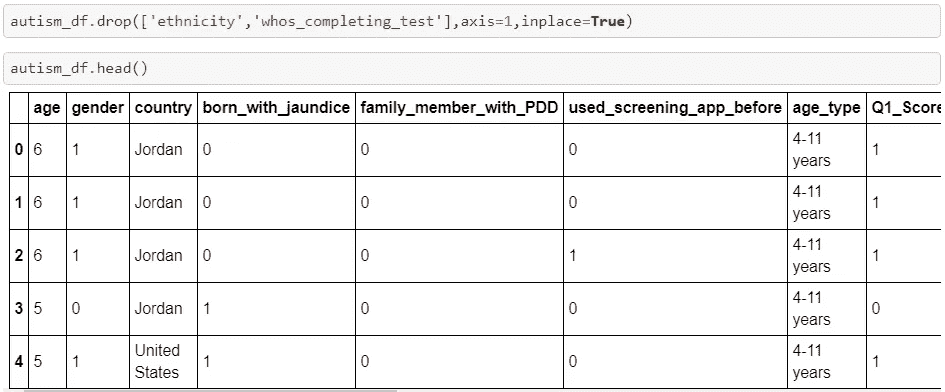 autism_df.drop(['ethnicity','whos_completing_test'],axis=1,inplace=True)
autism_df.head()
age gender country born_with_jaundice family_member_with_PDD used_screening_app_before age_type Q1_Score
0 6 1 Jordan 0 0 0 4-11 years 1
1 6 1 Jordan 0 0 0 4-11 years 1
2 6 1 Jordan 0 0 1 4-11 years 1
3 5 0 Jordan 1 0 0 4-11 years 0
4 5 1 United States 1 0 0 4-11 years 1